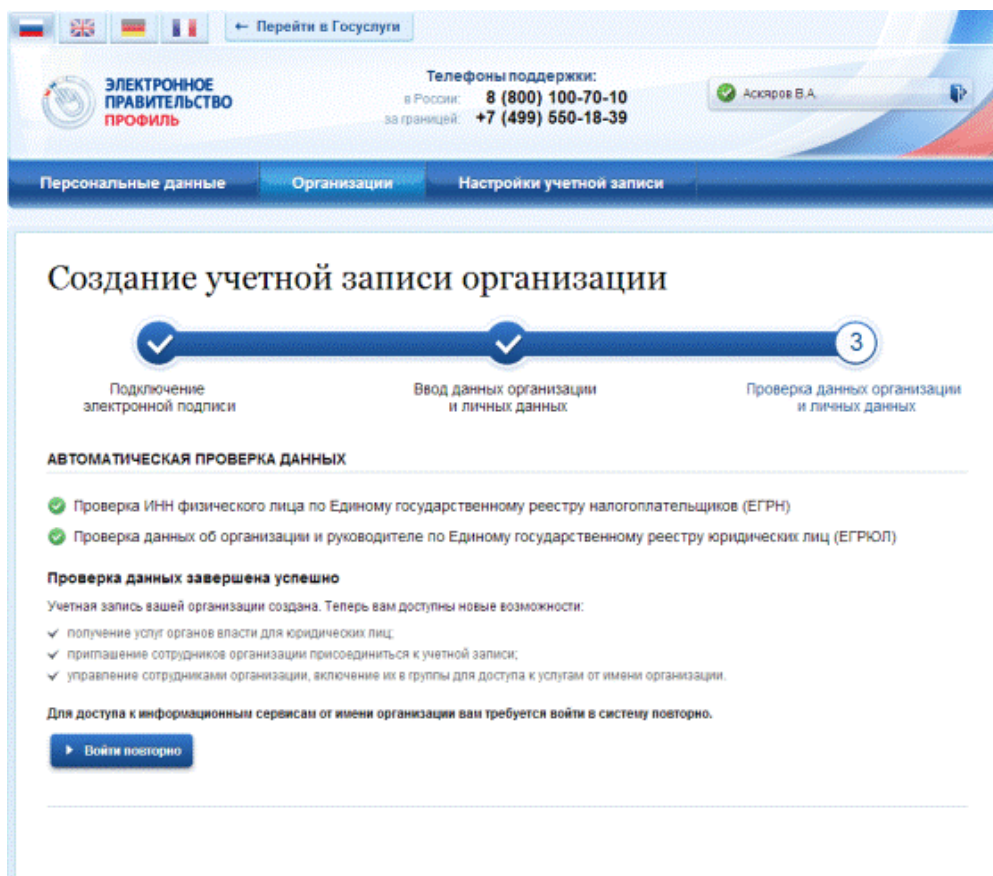 ← Перейти в Госуслуги
ЭЛЕКТРОННОЕ
ПРАВИТЕЛЬСТВО
ПРОФИЛЬ
Телефоны поддержки:
в России: 8 (800) 100-70-10
за границей: +7 (499) 550-18-39
Аскяров В.А.
Персональные данные Организации Настройки учетной записи
Создание учетной записи организации
3
Подключение
электронной подписи
Ввод данных организации
и личных данных
Проверка данных организации
и личных данных
АВТОМАТИЧЕСКАЯ ПРОВЕРКА ДАННЫХ
Проверка ИНН физического лица по Единому государственному реестру налогоплательщиков (ЕГРН)
Проверка данных об организации и руководителе по Единому государственному реестру юридических лиц (ЕГРЮЛ)
Проверка данных завершена успешно
Учетная запись вашей организации создана. Теперь вам доступны новые возможности:
получение услуг органов власти для юридических лиц;
приглашение сотрудников организации присоединиться к учетной записи;
управление сотрудниками организации, включение их в группы для доступа к услугам от имени организации.
Для доступа к информационным сервисам от имени организации вам требуется войти в систему повторно.
Войти повторно